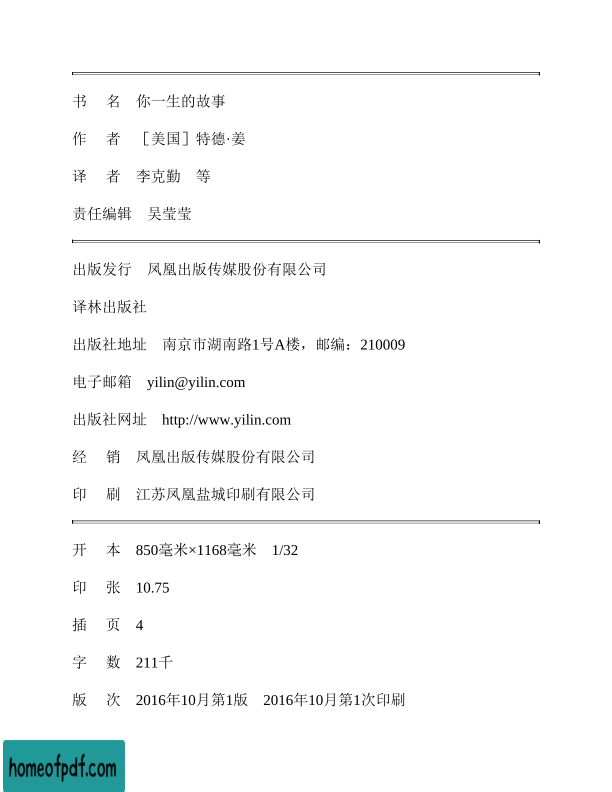 书　名　你一生的故事
作　者　［美国］特德·姜
译　者　李克勤　等
责任编辑　吴莹莹
出版发行　凤凰出版传媒股份有限公司
译林出版社
出版社地址　南京市湖南路1号A楼，邮编：210009
电子邮箱　yilin@yilin.com
出版社网址　http://www.yilin.com
经　销　凤凰出版传媒股份有限公司
印　刷　江苏凤凰盐城印刷有限公司
开　本　850毫米×1168毫米　1/32
印　张　10.75
插　页　4
字　数　211千
版　次　2016年10月第1版　2016年10月第1次印刷
homeofpdf.com